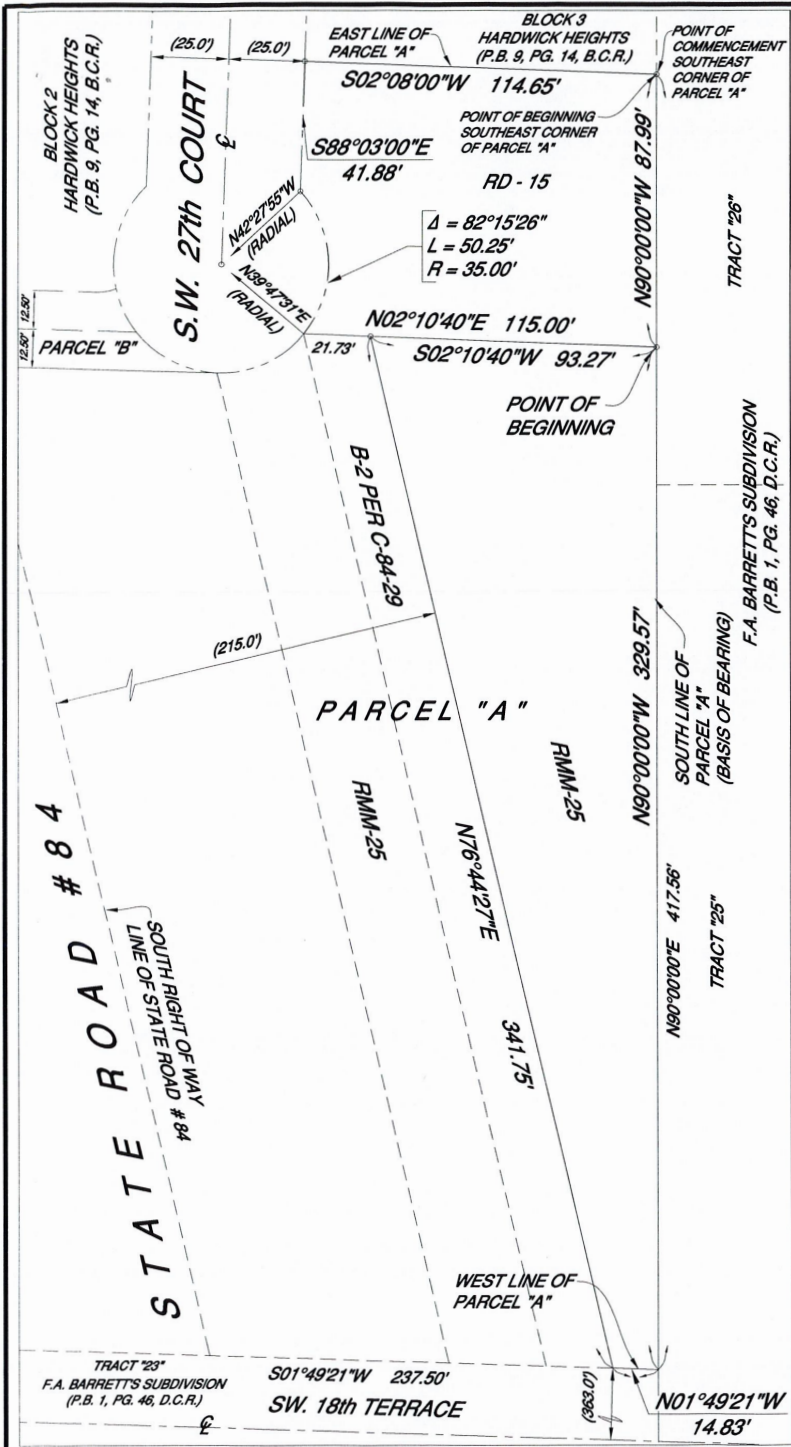 BLOCK 2
HARDWICK HEIGHTS
(P.B. 9, PG. 14, B.C.R.)
(25.0')
(25.0')
S.W. 27th COURT
EAST LINE OF
PARCEL "A"
BLOCK 3
HARDWICK HEIGHTS
(P.B. 9, PG. 14, B.C.R.)
S02°08'00"W 114.65'
POINT OF
COMMENCEMENT
SOUTHEAST
CORNER OF
PARCEL "A"
POINT OF BEGINNING
SOUTHEAST CORNER
OF PARCEL "A"
S88°03'00"E
41.88'
RD - 15
N90°00'00"W 87.99'
TRACT "26"
N42°27'55"W
(RADIAL)
Δ = 82°15'26"
L = 50.25'
R = 35.00'
N39°47'31"E
(RADIAL)
12.50'
12.50'
PARCEL "B"
N02°10'40"E 115.00'
21.73'
S02°10'40"W 93.27'
POINT OF
BEGINNING
B-2 PER C-84-29
F.A. BARRETT'S SUBDIVISION
(P.B. 1, PG. 46, D.C.R.)
(215.0')
PARCEL "A"
RMM-25
RMM-25
N90°00'00"W 329.57'
SOUTH LINE OF
PARCEL "A"
(BASIS OF BEARING)
N76°44'27"E 341.75'
N90°00'00"E 417.56'
TRACT "25"
STATE ROAD #84
SOUTH RIGHT OF WAY
LINE OF STATE ROAD #84
WEST LINE OF
PARCEL "A"
TRACT "23"
F.A. BARRETT'S SUBDIVISION
(P.B. 1, PG. 46, D.C.R.)
S01°49'21"W 237.50'
SW. 18th TERRACE
(363.0')
N01°49'21"W
14.83'